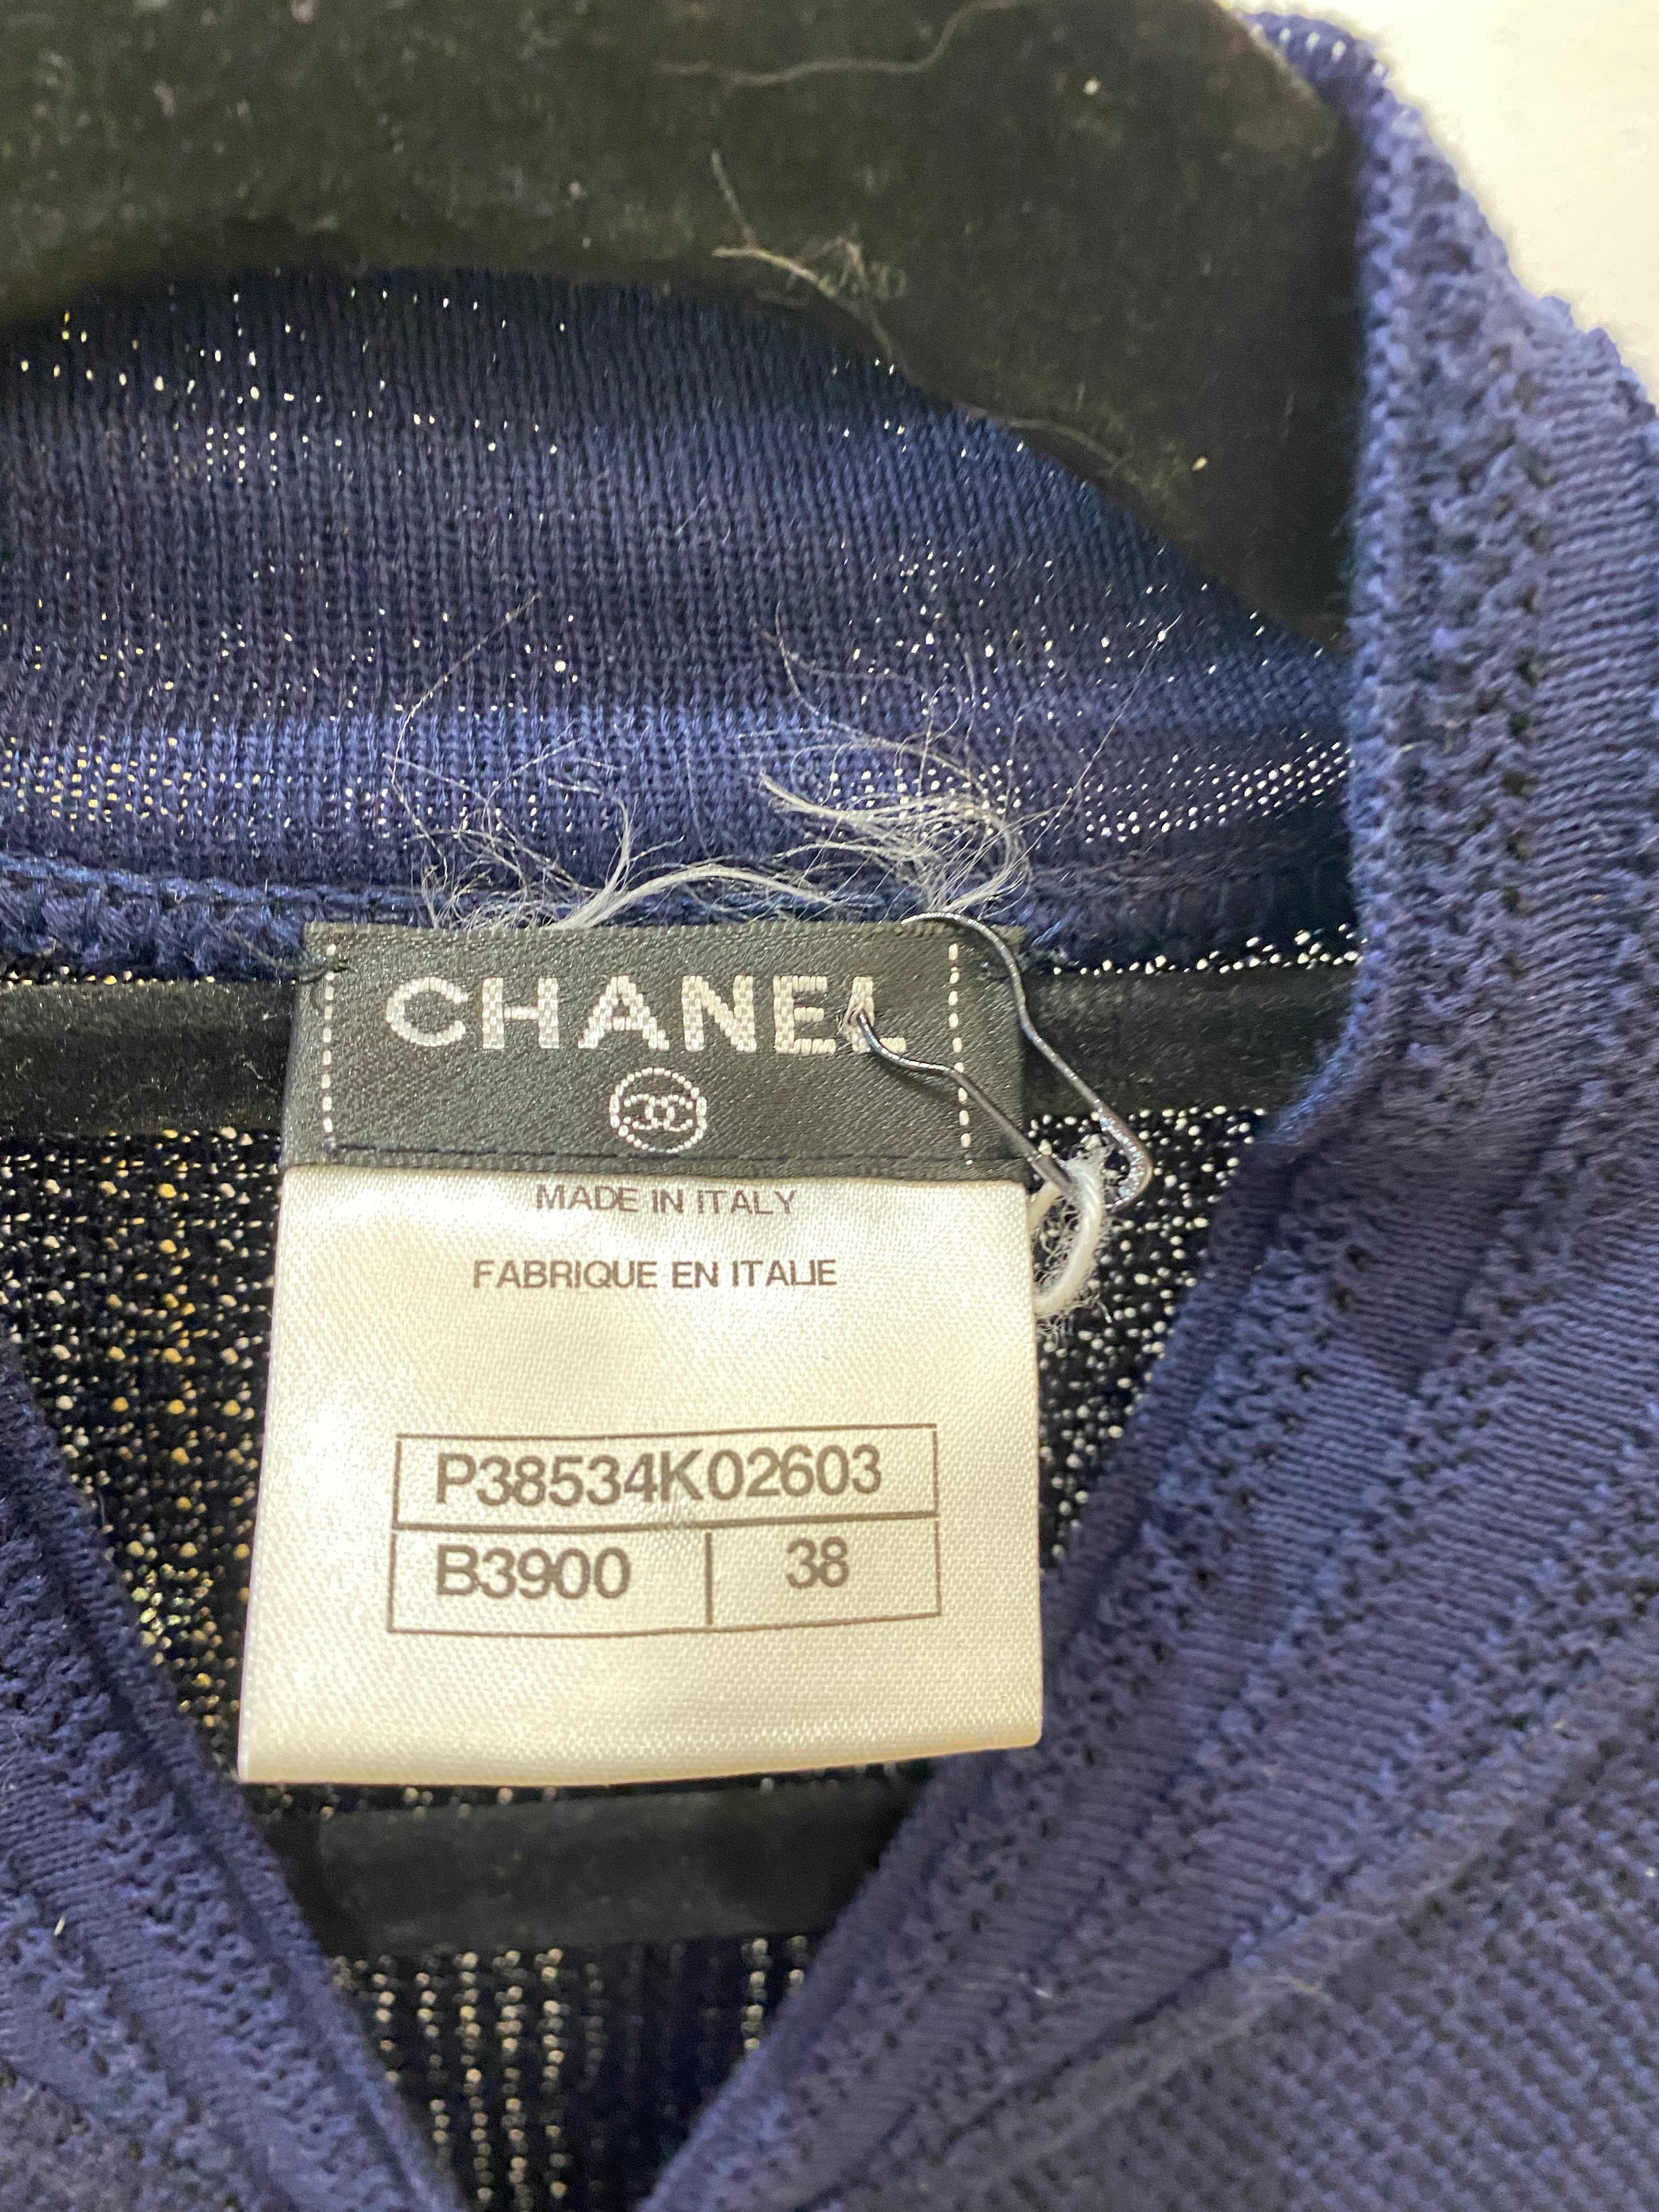 CHANEL
MADE IN ITALY
FABRIQUE EN ITALIE
P38534K02603
B3900 38